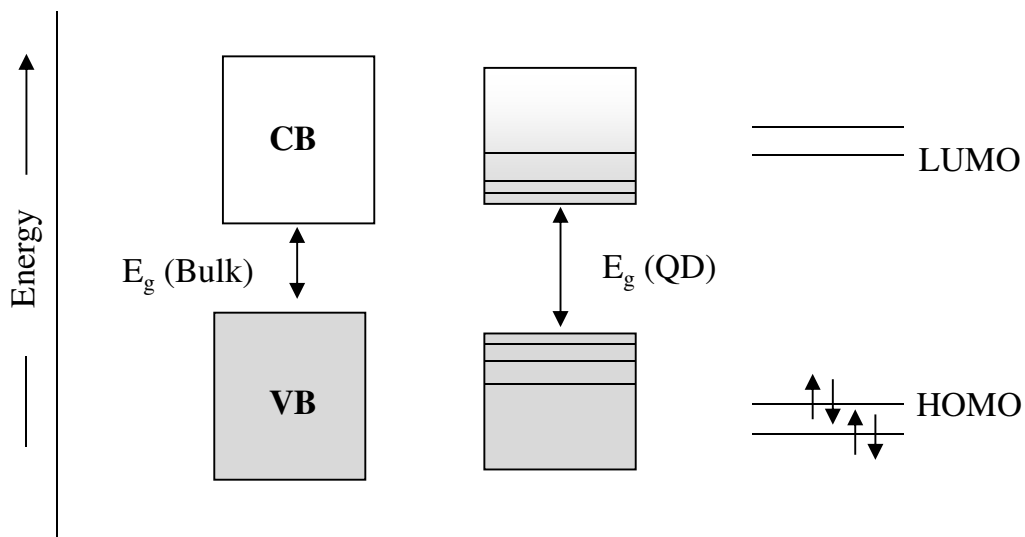 Energy
CB
E_g (Bulk)
VB
E_g (QD)
LUMO
HOMO